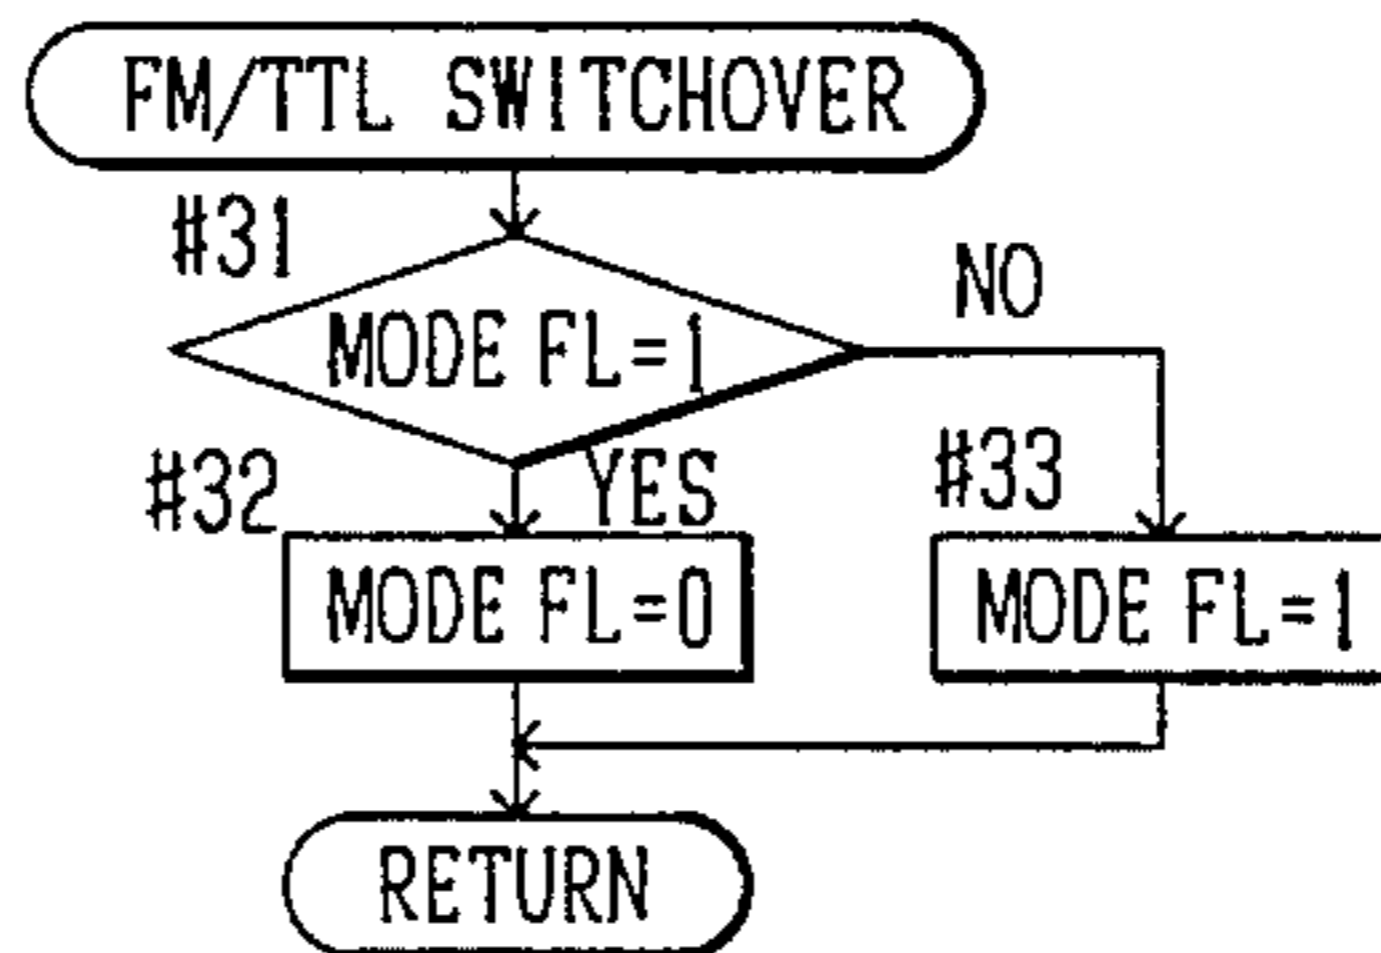 FM/TTL SWITCHOVER
#31
MODE FL=1
NO
YES
#32
MODE FL=0
#33
MODE FL=1
RETURN